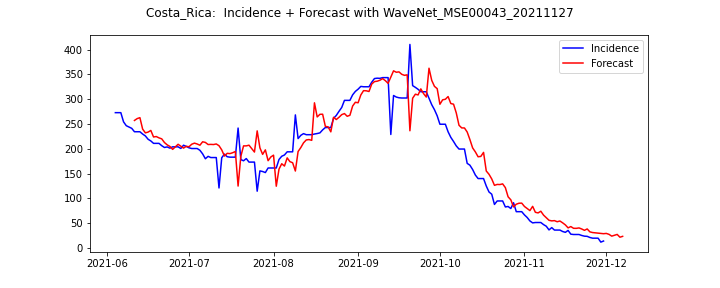 Costa_Rica:  Incidence + Forecast with WaveNet_MSE00043_20211127
Incidence
Forecast
400
350
300
250
200
150
100
50
0
2021-06 2021-07 2021-08 2021-09 2021-10 2021-11 2021-12